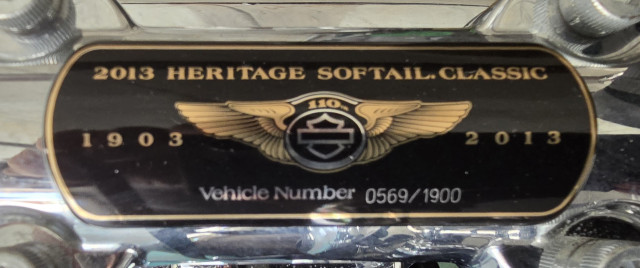 2013 HERITAGE SOFTAIL.CLASSIC
110TH
1903
2013
Vehicle Number 0569/1900